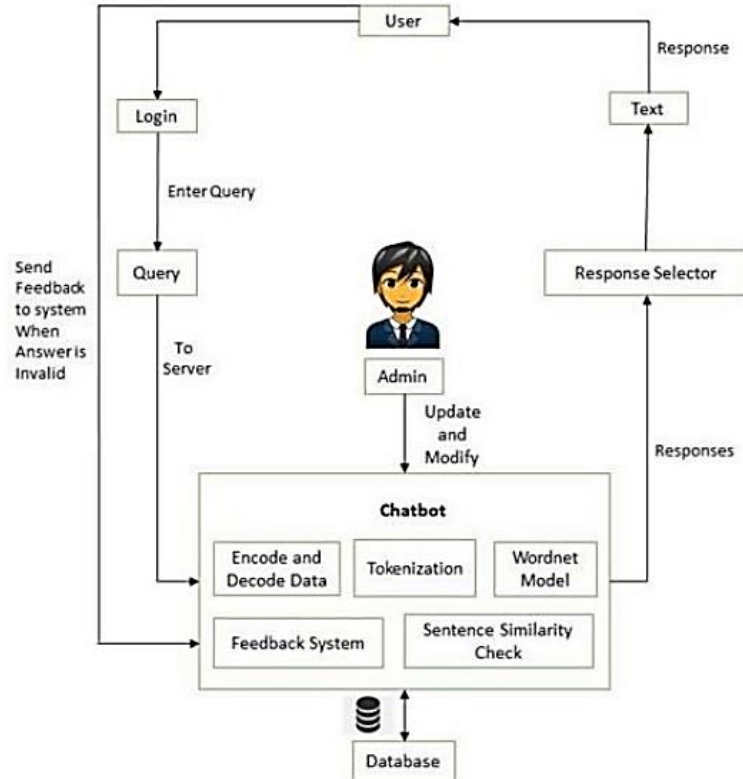 User
Response
Login
Text
Enter Query
Send
Feedback
to system
When
Answer is
Invalid
Query
Response Selector
To
Server
Admin
Update
and
Modify
Responses
Chatbot
Encode and
Decode Data
Tokenization
Wordnet
Model
Feedback System
Sentence Similarity
Check
Database